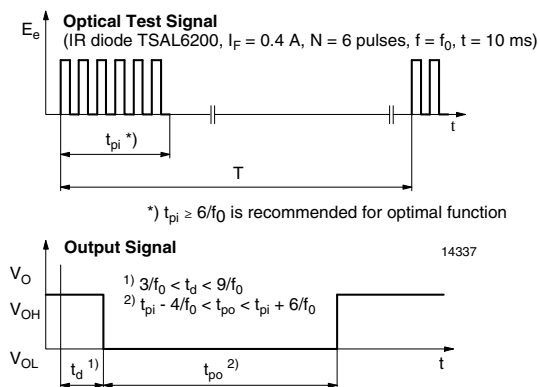 Optical Test Signal
(IR diode TSAL6200, IF = 0.4 A, N = 6 pulses, f = f0, t = 10 ms)
Ee
t
tpi *)
T
*) tpi ≥ 6/f0 is recommended for optimal function
Output Signal
14337
VO
VOH
VOL
1) 3/f0 < td < 9/f0
2) tpi - 4/f0 < tpo < tpi + 6/f0
td 1)
tpo 2)
t